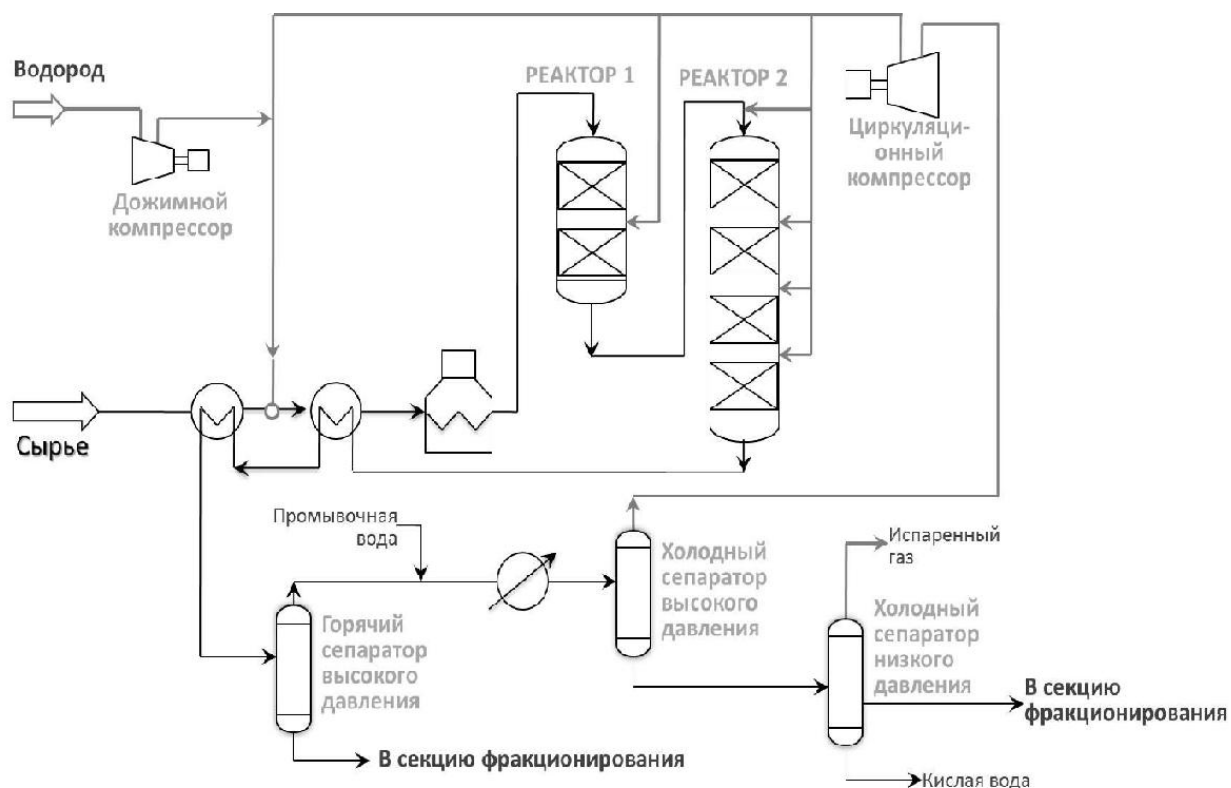 Водород
Дожимной
компрессор
РЕАКТОР 1
РЕАКТОР 2
Циркуляци-
онный
компрессор
Сырье
Промывочная
вода
Горячий
сепаратор
высокого
давления
В секцию фракционирования
Холодный
сепаратор
высокого
давления
Испаренный
газ
Холодный
сепаратор
низкого
давления
В секцию
фракционирования
Кислая вода